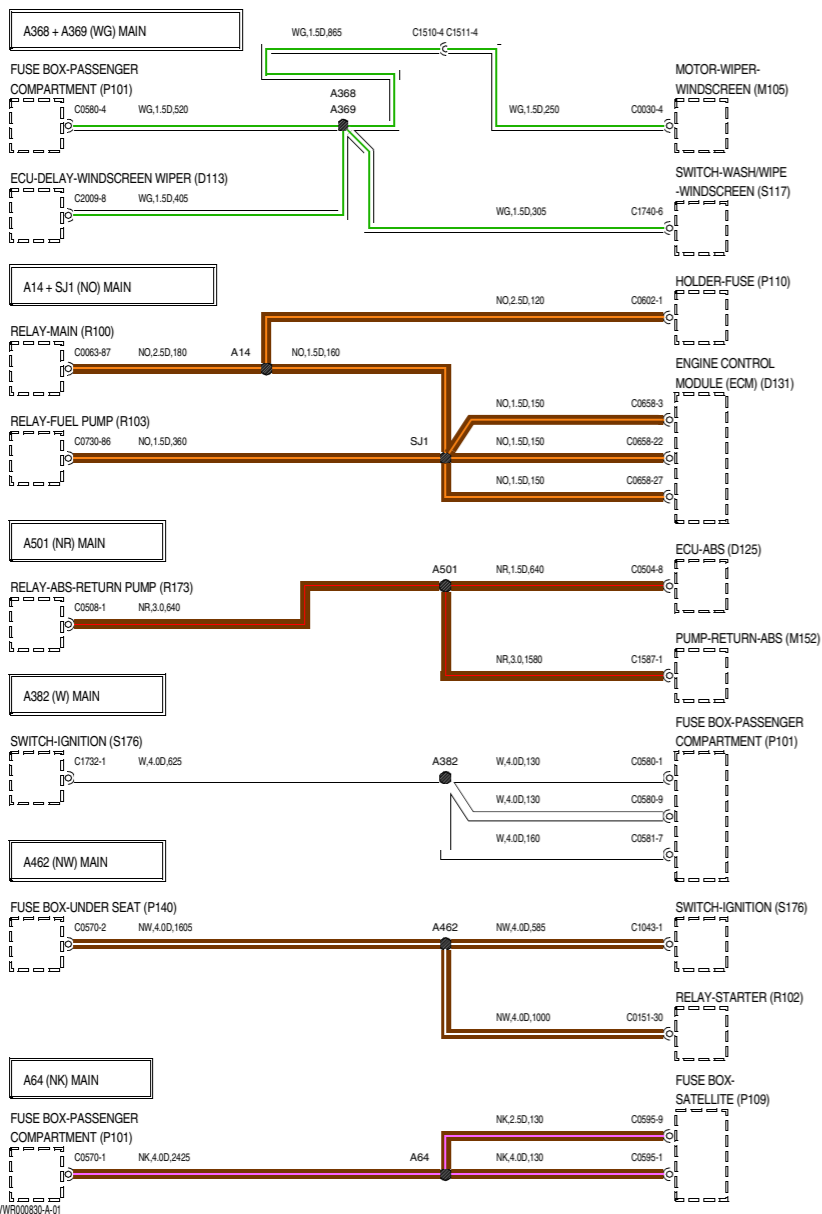 A368 + A369 (WG) MAIN
WG,1.5D,865
C1510-4 C1511-4
FUSE BOX-PASSENGER
COMPARTMENT (P101)
C0580-4
WG,1.5D,520
A368
A369
WG,1.5D,250
C0030-4
MOTOR-WIPER-
WINDSCREEN (M105)
ECU-DELAY-WINDSCREEN WIPER (D113)
C2009-8
WG,1.5D,405
WG,1.5D,305
C1740-6
SWITCH-WASH/WIPE
-WINDSCREEN (S117)
A14 + SJ1 (NO) MAIN
NO,2.5D,120
C0602-1
HOLDER-FUSE (P110)
RELAY-MAIN (R100)
C0063-87
NO,2.5D,180
A14
NO,1.5D,160
ENGINE CONTROL
MODULE (ECM) (D131)
NO,1.5D,150
C0658-3
RELAY-FUEL PUMP (R103)
C0730-86
NO,1.5D,360
SJ1
NO,1.5D,150
C0658-22
NO,1.5D,150
C0658-27
A501 (NR) MAIN
A501
NR,1.5D,640
C0504-8
ECU-ABS (D125)
RELAY-ABS-RETURN PUMP (R173)
C0508-1
NR,3.0,640
NR,3.0,1580
C1587-1
PUMP-RETURN-ABS (M152)
A382 (W) MAIN
SWITCH-IGNITION (S176)
C1732-1
W,4.0D,625
A382
W,4.0D,130
C0580-1
FUSE BOX-PASSENGER
COMPARTMENT (P101)
W,4.0D,130
C0580-9
W,4.0D,160
C0581-7
A462 (NW) MAIN
FUSE BOX-UNDER SEAT (P140)
C0570-2
NW,4.0D,1605
A462
NW,4.0D,585
C1043-1
SWITCH-IGNITION (S176)
NW,4.0D,1000
C0151-30
RELAY-STARTER (R102)
A64 (NK) MAIN
FUSE BOX-
SATELLITE (P109)
NK,2.5D,130
C0595-9
FUSE BOX-PASSENGER
COMPARTMENT (P101)
C0570-1
NK,4.0D,2425
A64
NK,4.0D,130
C0595-1
/WR000830-A-01